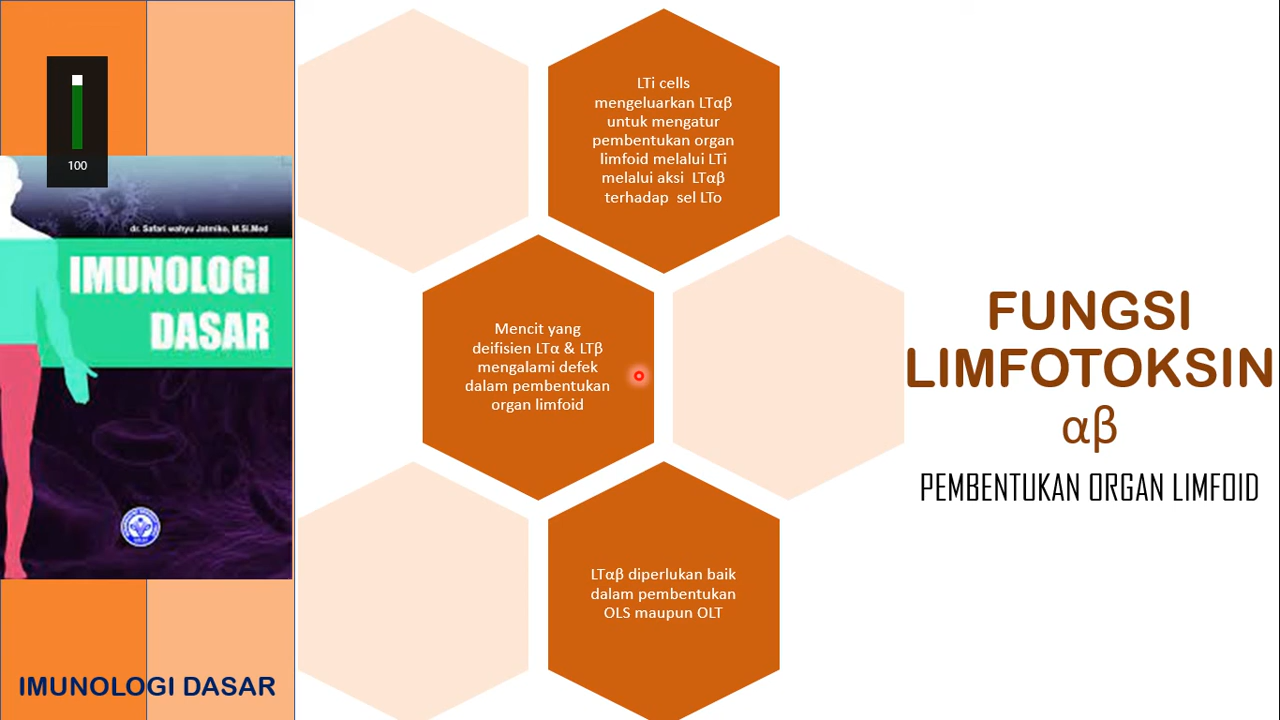 100
dr. Safari wahyu Jatmiko, M.Si.Med
IMUNOLOGI
DASAR
IMUNOLOGI DASAR
LTi cells
mengeluarkan LTαβ
untuk mengatur
pembentukan organ
limfoid melalui LTi
melalui aksi LTαβ
terhadap sel LTo
Mencit yang
deifisien LTα & LTβ
mengalami defek
dalam pembentukan
organ limfoid
LTαβ diperlukan baik
dalam pembentukan
OLS maupun OLT
FUNGSI
LIMFOTOKSIN
αβ
PEMBENTUKAN ORGAN LIMFOID